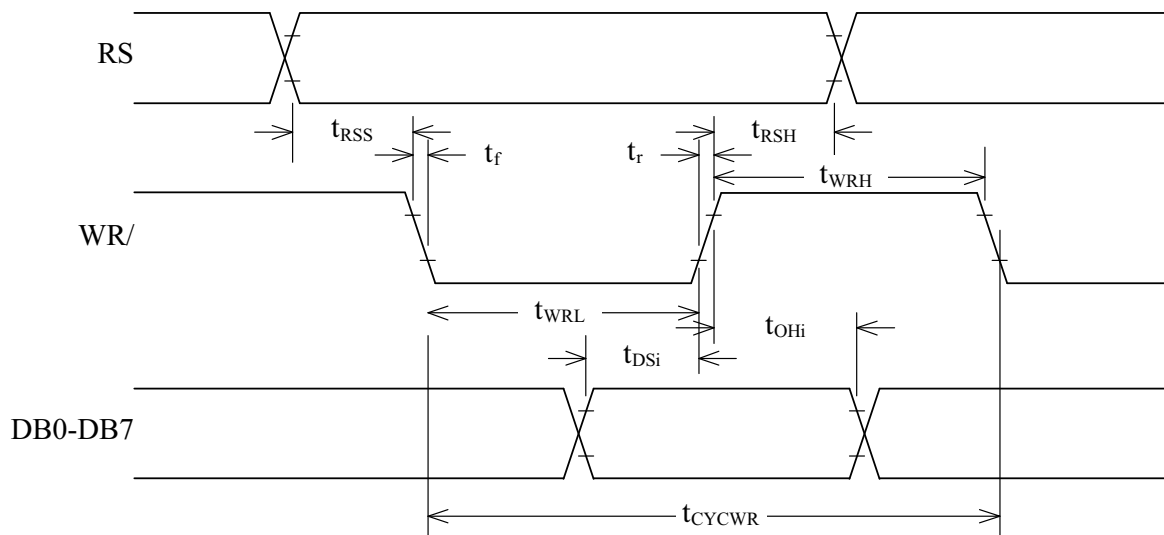 RS
tRSS
tf
tr
tRSH
tWRH
WR/
tWRL
tOHi
tDSi
DB0-DB7
tCYCWR